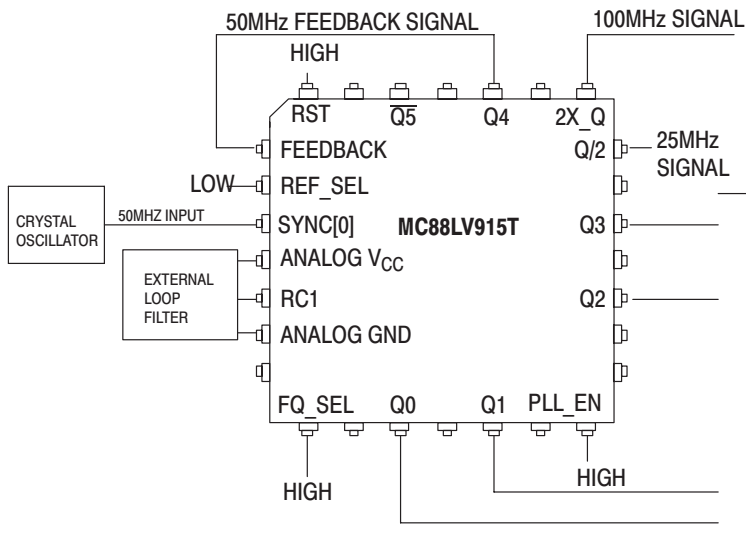 50MHz FEEDBACK SIGNAL
100MHz SIGNAL
HIGH
RST
Q5
Q4
2X_Q
FEEDBACK
Q/2
25MHz
SIGNAL
LOW
REF_SEL
CRYSTAL
OSCILLATOR
50MHZ INPUT
SYNC[0]
MC88LV915T
Q3
ANALOG VCC
EXTERNAL
LOOP
FILTER
RC1
Q2
ANALOG GND
FQ_SEL
Q0
Q1
PLL_EN
HIGH
HIGH